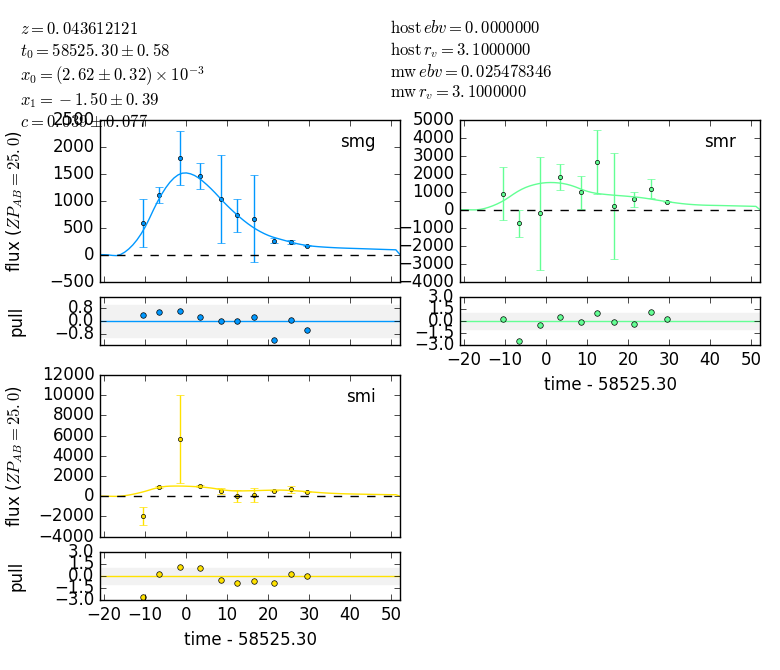 z = 0.043612121
t₀ = 58525.30 ± 0.58
x₀ = (2.62 ± 0.32) × 10⁻³
x₁ = −1.50 ± 0.39
c = 0.039 ± 0.077
host ebv = 0.0000000
host rᵥ = 3.1000000
mw ebv = 0.025478346
mw rᵥ = 3.1000000
smg
flux (ZP_AB = 25.0)
2500
2000
1500
1000
500
0
−500
pull
0.8
0.0
−0.8
smr
5000
4000
3000
2000
1000
0
−1000
−2000
−3000
−4000
3.0
1.5
0.0
−1.5
−3.0
−20 −10 0 10 20 30 40 50
time - 58525.30
smi
flux (ZP_AB = 25.0)
12000
10000
8000
6000
4000
2000
0
−2000
−4000
pull
3.0
1.5
0.0
−1.5
−3.0
−20 −10 0 10 20 30 40 50
time - 58525.30